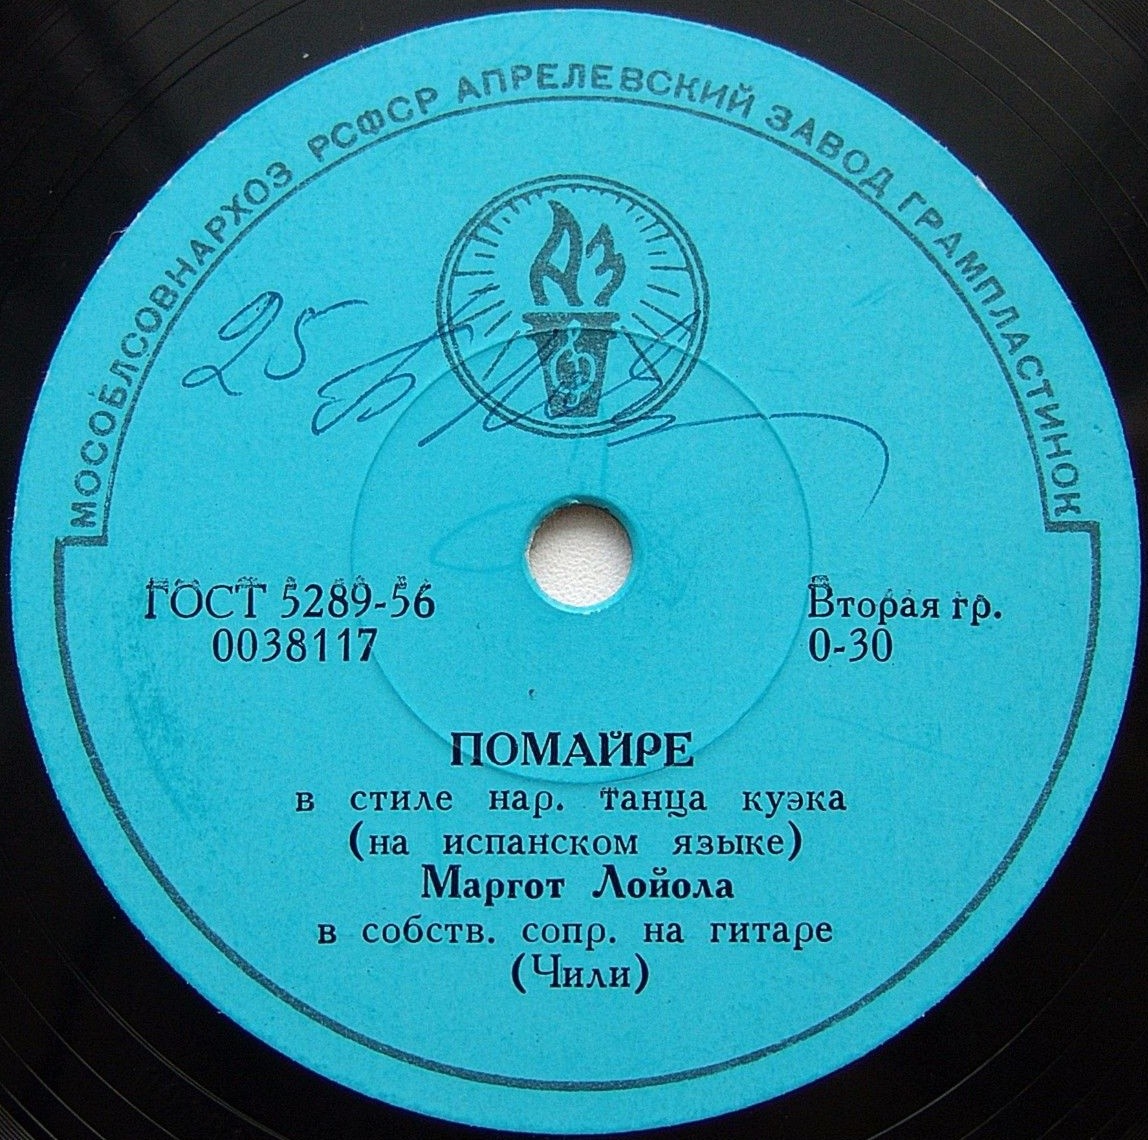 МОСОБЛСОВНАРХОЗ РСФСР АПРЕЛЕВСКИЙ ЗАВОД ГРАМПЛАСТИНОК
АЗ
25
ГОСТ 5289-56
0038117
Вторая гр.
0-30
ПОМАЙРЕ
в стиле нар. танца куэка
(на испанском языке)
Маргот Лойола
в собств. сопр. на гитаре
(Чили)